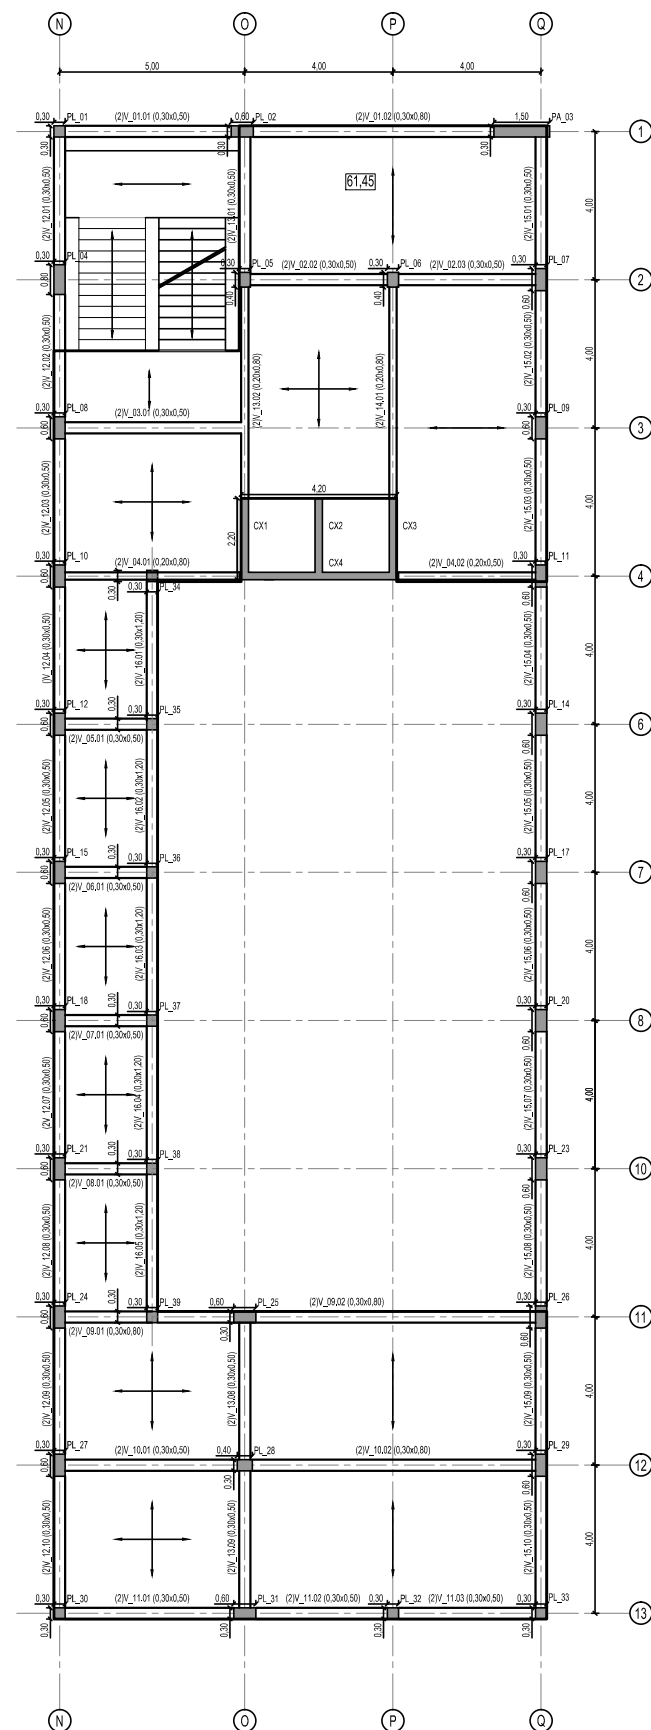 N O P Q
5,00 4,00 4,00
0,30 PL_01 (2)V_01.01 (0,30x0,50) 0,60 PL_02 (2)V_01.02 (0,30x0,80) 1,50 PA_03
1
0,30 0,30 0,30
61,45
(2)V_12.01 (0,30x0,50) (2)V_13.01 (0,30x0,50) (2)V_15.01 (0,30x0,50) 4,00
0,30 PL_04 0,30 PL_05 (2)V_02.02 (0,30x0,50) 0,30 PL_06 (2)V_02.03 (0,30x0,50) 0,30 PL_07
2
0,80 0,40 0,40 0,60
(2)V_12.02 (0,30x0,50) (2)V_13.02 (0,20x0,80) (2)V_14.01 (0,20x0,80) (2)V_15.02 (0,30x0,50) 4,00
0,30 PL_08 (2)V_03.01 (0,30x0,50) 0,30 PL_09
3
0,60 0,60
(2)V_12.03 (0,30x0,50) (2)V_15.03 (0,30x0,50) 4,00
4,20
2,20 CX1 CX2 CX3
CX4
0,30 PL_10 (2)V_04.01 (0,20x0,80) (2)V_04.02 (0,20x0,50) 0,30 PL_11
4
0,60 0,30 0,30 PL_34 0,60
()V_12.04 (0,30x0,50) (2)V_16.01 (0,30x1,20) (2)V_15.04 (0,30x0,50) 4,00
0,30 PL_12 0,30 0,30 PL_35 0,30 PL_14
6
0,60 (2)V_05.01 (0,30x0,50) 0,60
(2)V_12.05 (0,30x0,50) (2)V_16.02 (0,30x1,20) (2)V_15.05 (0,30x0,50) 4,00
0,30 PL_15 0,30 0,30 PL_36 0,30 PL_17
7
0,60 (2)V_06.01 (0,30x0,50) 0,60
(2)V_12.06 (0,30x0,50) (2)V_16.03 (0,30x1,20) (2)V_15.06 (0,30x0,50) 4,00
0,30 PL_18 0,30 0,30 PL_37 0,30 PL_20
8
0,60 (2)V_07.01 (0,30x0,50) 0,60
(2V_12.07 (0,30x0,50) (2)V_16.04 (0,30x1,20) (2)V_15.07 (0,30x0,50) 4,00
0,30 PL_21 0,30 0,30 PL_38 0,30 PL_23
10
0,60 (2)V_08.01 (0,30x0,50) 0,60
(2)V_12.08 (0,30x0,50) (2)V_16.05 (0,30x1,20) (2)V_15.08 (0,30x0,50) 4,00
0,30 PL_24 0,30 0,30 PL_39 0,60 PL_25 (2)V_09.02 (0,30x0,80) 0,30 PL_26
11
0,60 (2)V_09.01 (0,30x0,80) 0,30 0,60
(2)V_12.09 (0,30x0,50) (2)V_13.08 (0,30x0,50) (2)V_15.09 (0,30x0,50) 4,00
0,30 PL_27 (2)V_10.01 (0,30x0,50) 0,40 PL_28 (2)V_10.02 (0,30x0,80) 0,30 PL_29
12
0,60 0,30 0,60
(2)V_12.10 (0,30x0,50) (2)V_13.09 (0,30x0,50) (2)V_15.10 (0,30x0,50) 4,00
0,30 PL_30 (2)V_11.01 (0,30x0,50) 0,60 PL_31 (2)V_11.02 (0,30x0,50) 0,30 PL_32 (2)V_11.03 (0,30x0,50) 0,30 PL_33
13
0,30 0,30 0,30 0,30
N O P Q